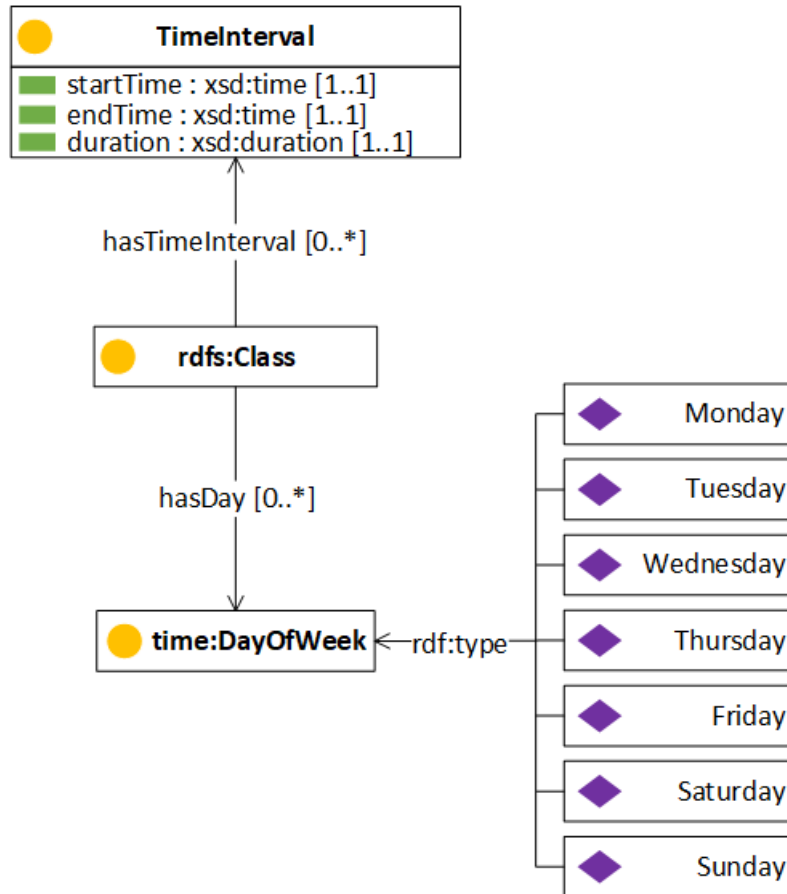 TimeInterval
startTime : xsd:time [1..1]
endTime : xsd:time [1..1]
duration : xsd:duration [1..1]
hasTimeInterval [0..*]
rdfs:Class
hasDay [0..*]
time:DayOfWeek
rdf:type
Monday
Tuesday
Wednesday
Thursday
Friday
Saturday
Sunday